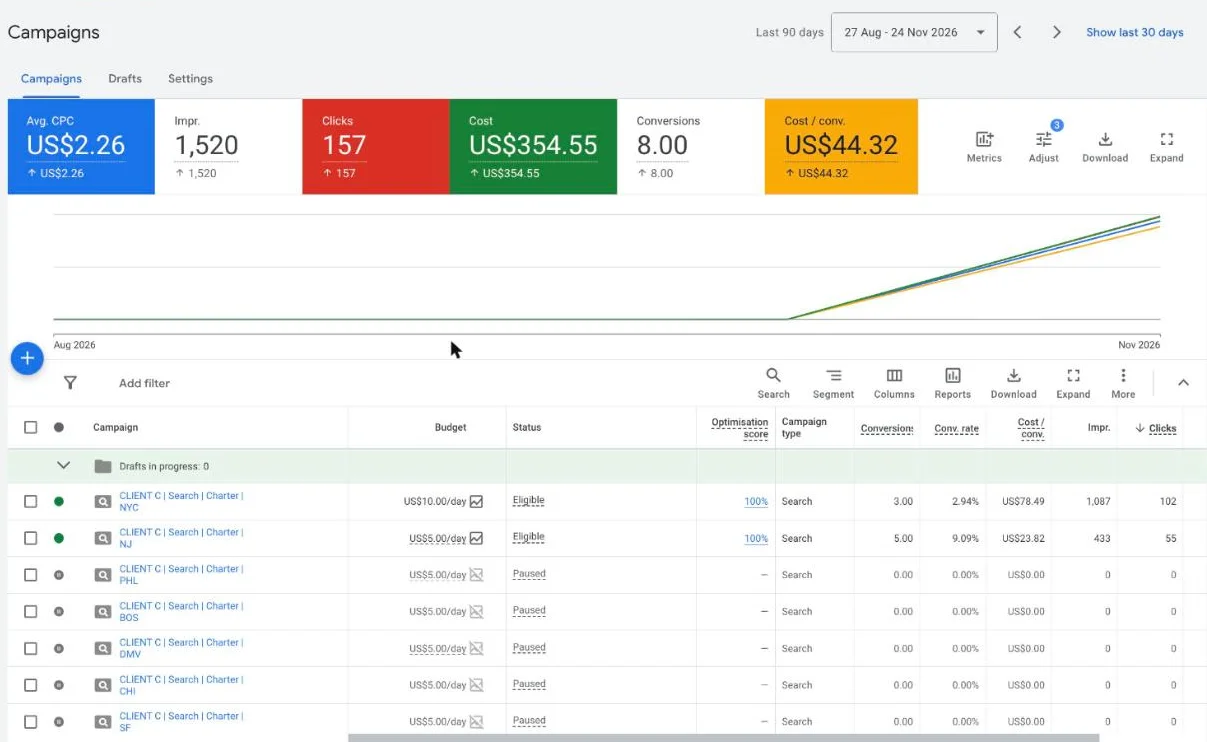 Campaigns
Last 90 days
27 Aug - 24 Nov 2026
Show last 30 days
Campaigns
Drafts
Settings
Avg. CPC
US$2.26
↑ US$2.26
Impr.
1,520
↑ 1,520
Clicks
157
↑ 157
Cost
US$354.55
↑ US$354.55
Conversions
8.00
↑ 8.00
Cost / conv.
US$44.32
↑ US$44.32
Metrics
3
Adjust
Download
Expand
Aug 2026
Nov 2026
Add filter
Search
Segment
Columns
Reports
Download
Expand
More
Campaign
Budget
Status
Optimisation
score
Campaign
type
Conversions
Conv. rate
Cost /
conv.
Impr.
↓ Clicks
Drafts in progress: 0
CLIENT C | Search | Charter |
NYC
US$10.00/day
Eligible
100%
Search
3.00
2.94%
US$78.49
1,087
102
CLIENT C | Search | Charter |
NJ
US$5.00/day
Eligible
100%
Search
5.00
9.09%
US$23.82
433
55
CLIENT C | Search | Charter |
PHL
US$5.00/day
Paused
–
Search
0.00
0.00%
US$0.00
0
0
CLIENT C | Search | Charter |
BOS
US$5.00/day
Paused
–
Search
0.00
0.00%
US$0.00
0
0
CLIENT C | Search | Charter |
DMV
US$5.00/day
Paused
–
Search
0.00
0.00%
US$0.00
0
0
CLIENT C | Search | Charter |
CHI
US$5.00/day
Paused
–
Search
0.00
0.00%
US$0.00
0
0
CLIENT C | Search | Charter |
SF
US$5.00/day
Paused
–
Search
0.00
0.00%
US$0.00
0
0